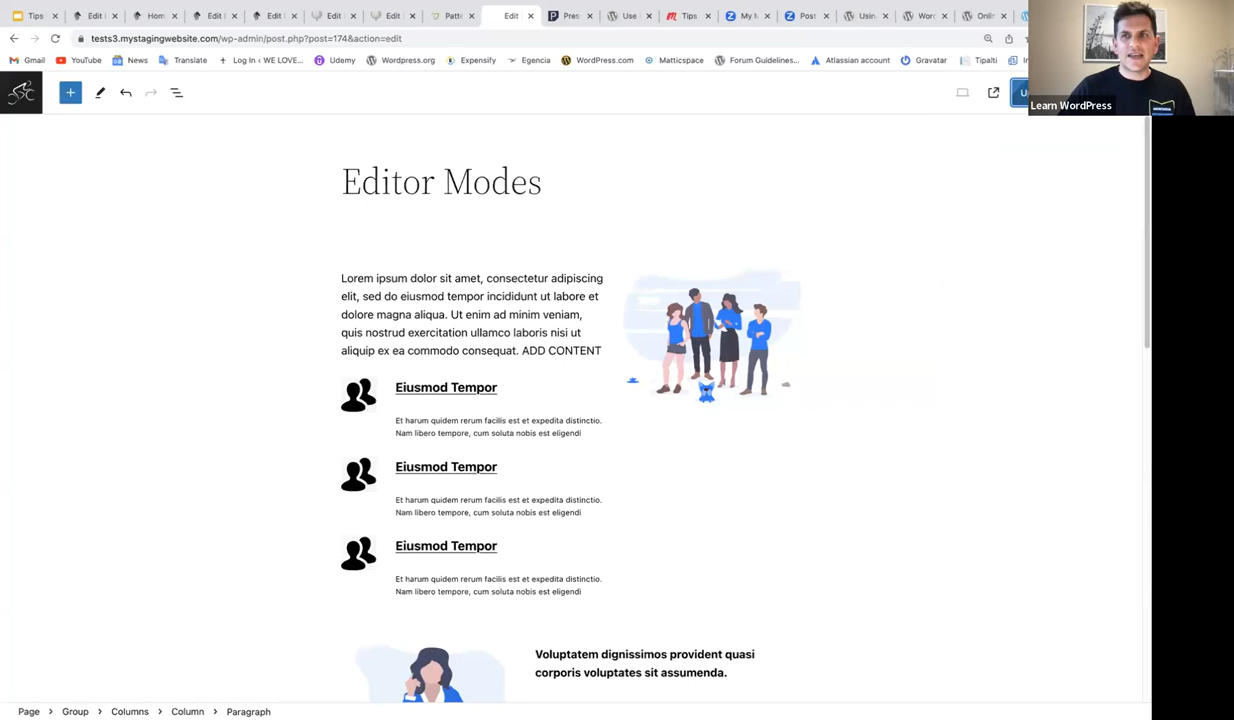 Tips
Edit
Hom
Edit
Edit
Edit
Edit
Patte
Edit
Pres
Use
Tips
My M
Post
Usin
Word
Onlin
tests3.mystagingwebsite.com/wp-admin/post.php?post=174&action=edit
Gmail
YouTube
News
Translate
Log In ‹ WE LOVE...
Udemy
Wordpress.org
Expensify
Egencia
WordPress.com
Matticspace
Forum Guidelines...
Atlassian account
Gravatar
Tipalti
In
U
Learn WordPress
Editor Modes
Lorem ipsum dolor sit amet, consectetur adipiscing
elit, sed do eiusmod tempor incididunt ut labore et
dolore magna aliqua. Ut enim ad minim veniam,
quis nostrud exercitation ullamco laboris nisi ut
aliquip ex ea commodo consequat. ADD CONTENT
Eiusmod Tempor
Et harum quidem rerum facilis est et expedita distinctio.
Nam libero tempore, cum soluta nobis est eligendi
Eiusmod Tempor
Et harum quidem rerum facilis est et expedita distinctio.
Nam libero tempore, cum soluta nobis est eligendi
Eiusmod Tempor
Et harum quidem rerum facilis est et expedita distinctio.
Nam libero tempore, cum soluta nobis est eligendi
Voluptatem dignissimos provident quasi
corporis voluptates sit assumenda.
Page > Group > Columns > Column > Paragraph